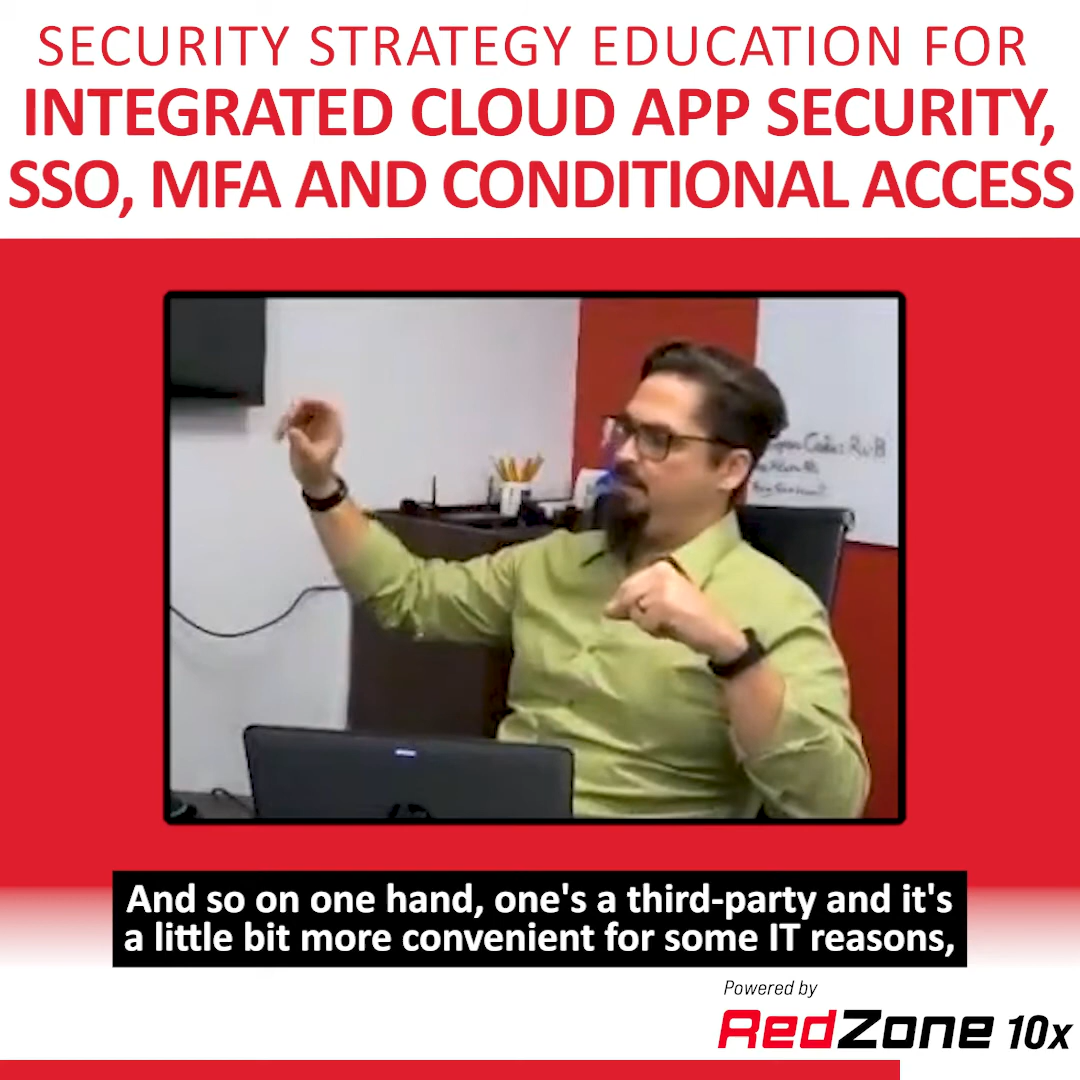 SECURITY STRATEGY EDUCATION FOR
INTEGRATED CLOUD APP SECURITY,
SSO, MFA AND CONDITIONAL ACCESS
And so on one hand, one's a third-party and it's
a little bit more convenient for some IT reasons,
Powered by
RedZone 10x